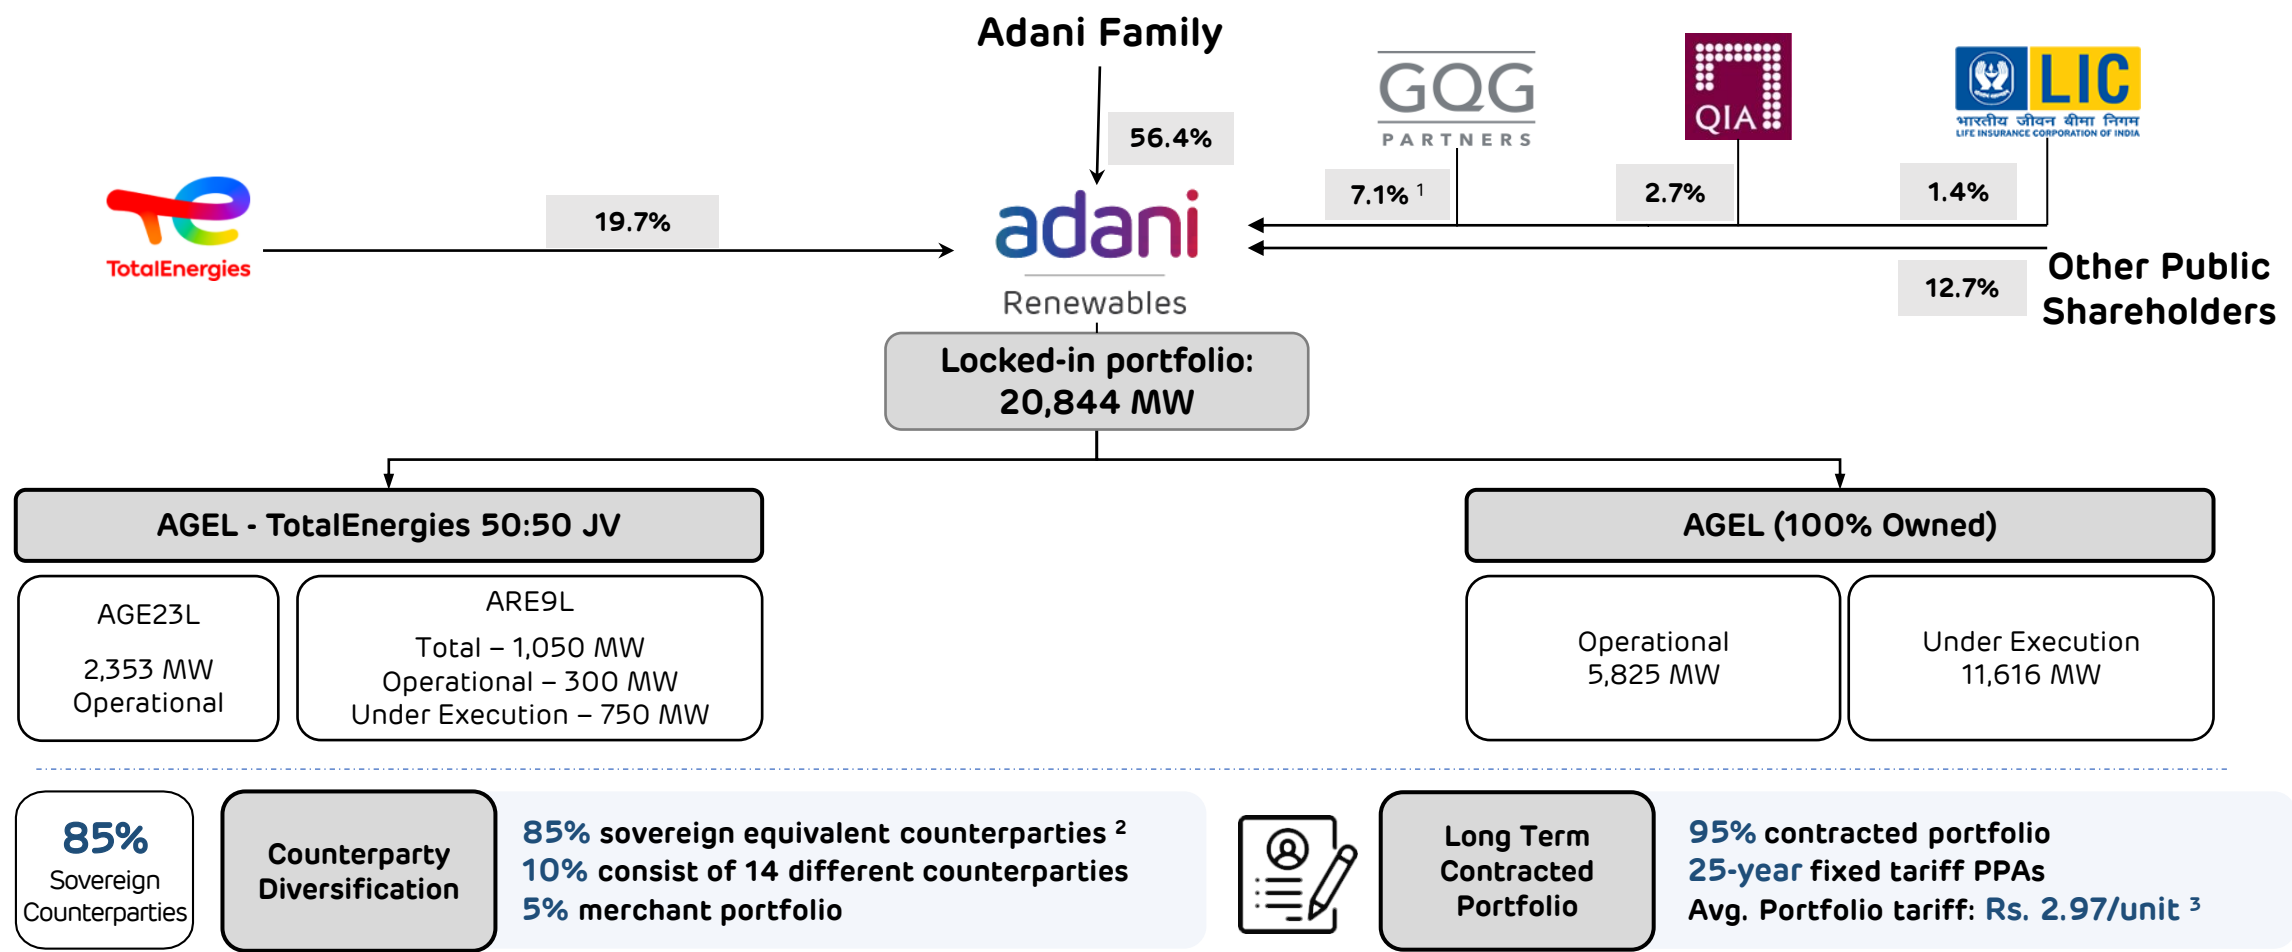 Adani Family
GQG
PARTNERS
QIA
LIC
भारतीय जीवन बीमा निगम
LIFE INSURANCE CORPORATION OF INDIA
56.4%
7.1% 1
2.7%
1.4%
TotalEnergies
19.7%
adani
Renewables
12.7%
Other Public
Shareholders
Locked-in portfolio:
20,844 MW
AGEL - TotalEnergies 50:50 JV
AGEL (100% Owned)
AGE23L
2,353 MW
Operational
ARE9L
Total – 1,050 MW
Operational – 300 MW
Under Execution – 750 MW
Operational
5,825 MW
Under Execution
11,616 MW
85%
Sovereign
Counterparties
Counterparty
Diversification
85% sovereign equivalent counterparties 2
10% consist of 14 different counterparties
5% merchant portfolio
Long Term
Contracted
Portfolio
95% contracted portfolio
25-year fixed tariff PPAs
Avg. Portfolio tariff: Rs. 2.97/unit 3